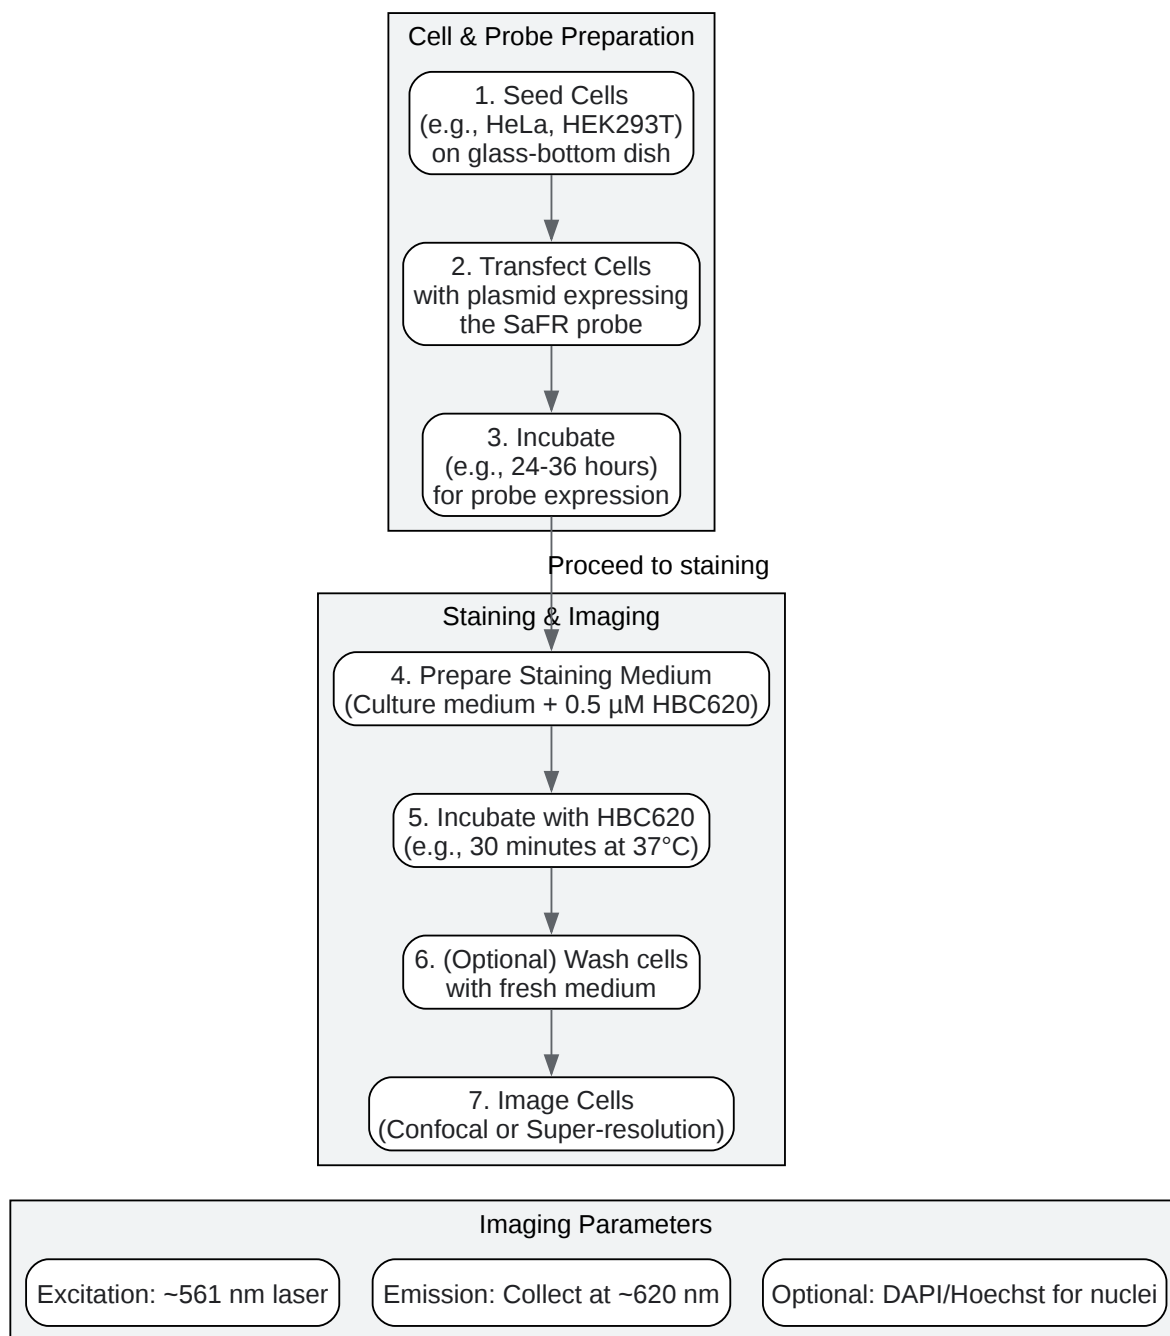 Cell & Probe Preparation
1. Seed Cells
(e.g., HeLa, HEK293T)
on glass-bottom dish
2. Transfect Cells
with plasmid expressing
the SaFR probe
3. Incubate
(e.g., 24-36 hours)
for probe expression
Proceed to staining
Staining & Imaging
4. Prepare Staining Medium
(Culture medium + 0.5 µM HBC620)
5. Incubate with HBC620
(e.g., 30 minutes at 37°C)
6. (Optional) Wash cells
with fresh medium
7. Image Cells
(Confocal or Super-resolution)
Imaging Parameters
Excitation: ~561 nm laser
Emission: Collect at ~620 nm
Optional: DAPI/Hoechst for nuclei